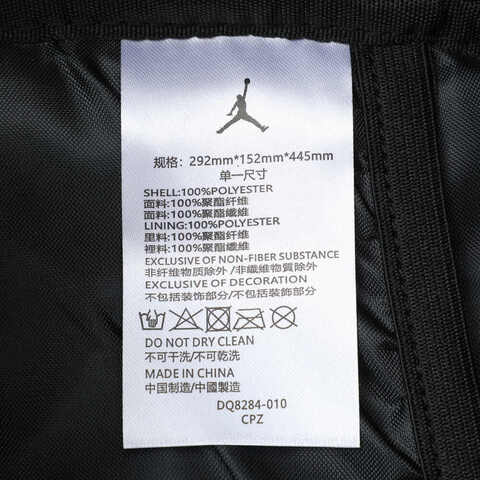 规格：292mm*152mm*445mm
单一尺寸
SHELL:100%POLYESTER
面料:100%聚酯纤维
面料:100%聚酯纖維
LINING:100%POLYESTER
里料:100%聚酯纤维
裡料:100%聚酯纖維
EXCLUSIVE OF NON-FIBER SUBSTANCE
非纤维物质除外 /非纖維物質除外
EXCLUSIVE OF DECORATION
不包括装饰部分/不包括裝飾部分
DO NOT DRY CLEAN
不可干洗/不可乾洗
MADE IN CHINA
中国制造/中國製造
DQ8284-010
CPZ